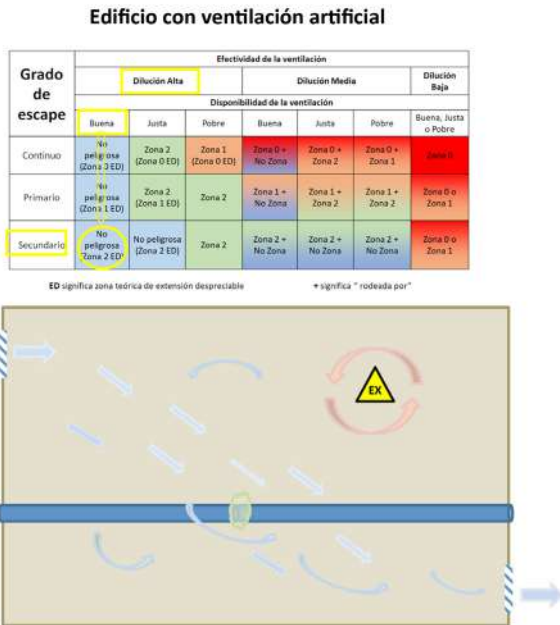 Edificio con ventilación artificial
Grado de escape
Efectividad de la ventilación
Dilución Alta
Dilución Media
Dilución Baja
Disponibilidad de la ventilación
Buena
Justa
Pobre
Buena
Justa
Pobre
Buena, Justa o Pobre
Continuo
No peligrosa (Zona 0 ED)
Zona 2 (Zona 0 ED)
Zona 1 (Zona 0 ED)
Zona 0 + No Zona
Zona 0 + Zona 2
Zona 0 + Zona 1
Zona 0
Primario
No peligrosa (Zona 1 ED)
Zona 2 (Zona 1 ED)
Zona 2
Zona 1 + No Zona
Zona 1 + Zona 2
Zona 1 + Zona 2
Zona 0 o Zona 1
Secundario
No peligrosa (Zona 2 ED)
No peligrosa (Zona 2 ED)
Zona 2
Zona 2 + No Zona
Zona 2 + No Zona
Zona 2 + No Zona
Zona 0 o Zona 1
ED significa zona teórica de extensión despreciable
+ significa " rodeada por"
EX